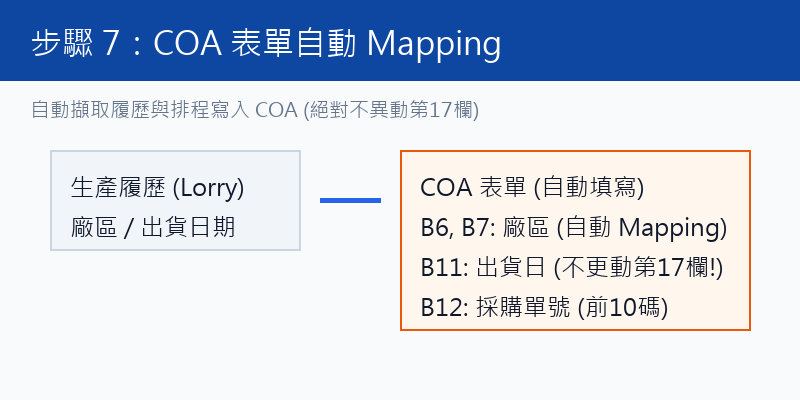 步驟 7：COA 表單自動 Mapping
自動擷取履歷與排程寫入 COA (絕對不異動第17欄)
生產履歷 (Lorry)
廠區 / 出貨日期
COA 表單 (自動填寫)
B6, B7: 廠區 (自動 Mapping)
B11: 出貨日 (不更動第17欄!)
B12: 採購單號 (前10碼)